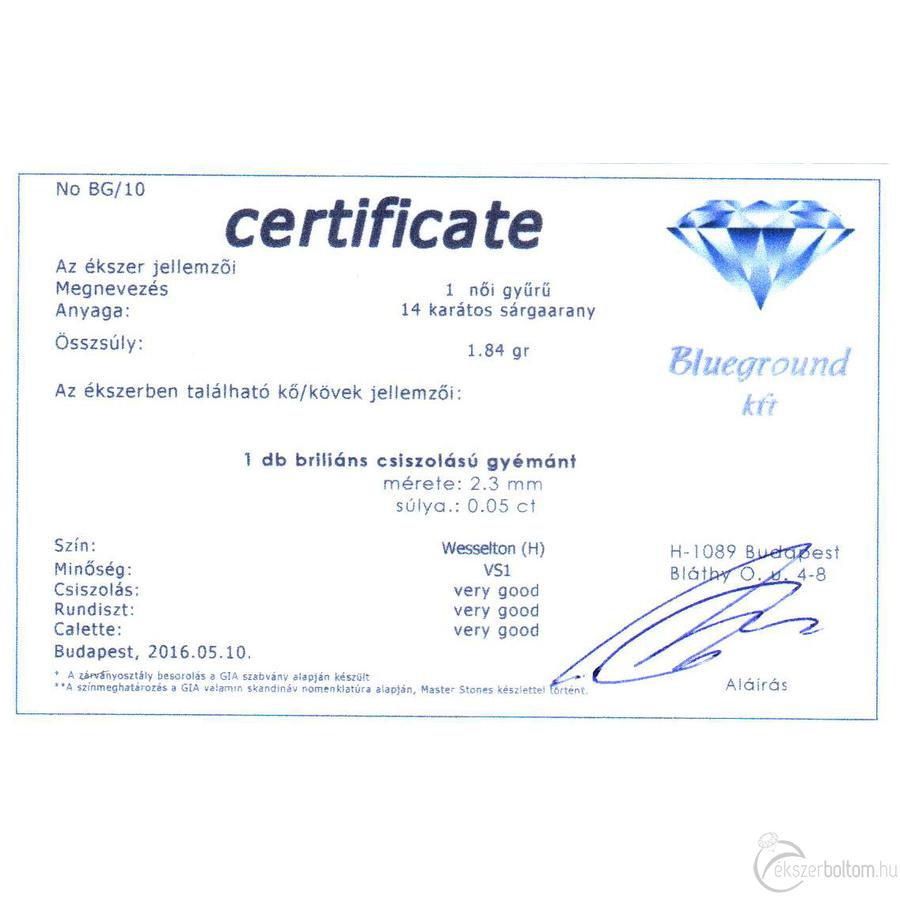 No BG/10
certificate
Az ékszer jellemzõi
Megnevezés 1 női gyűrű
Anyaga: 14 karátos sárgaarany
Összsúly: 1.84 gr
Blueground
kft
Az ékszerben található kő/kövek jellemzői:
1 db briliáns csiszolású gyémánt
mérete: 2.3 mm
súlya.: 0.05 ct
Szín: Wesselton (H)
Minőség: VS1
Csiszolás: very good
Rundiszt: very good
Calette: very good
H-1089 Budapest
Bláthy O. u. 4-8
Budapest, 2016.05.10.
* A zárványosztály besorolás a GIA szabvány alapján készült
**A színmeghatározás a GIA valamin skandináv nomenklatúra alapján, Master Stones készlettel történt.
Aláírás
ékszerboltom.hu